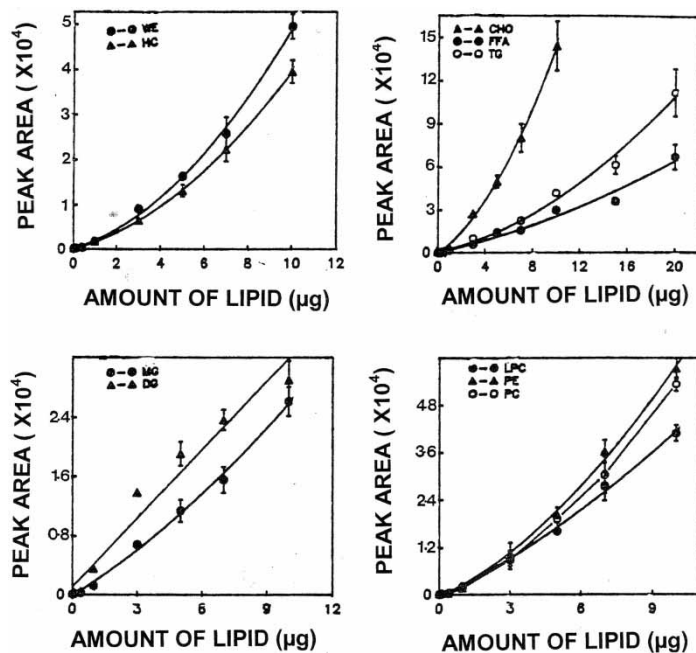 PEAK AREA ( X10⁴)
5
4
3
2
1
0
WE
HC
0 2 4 6 8 10 12
AMOUNT OF LIPID (µg)
PEAK AREA ( X10⁴)
15
12
9
6
3
0
CHO
FFA
TG
0 4 8 12 16 20
AMOUNT OF LIPID (µg)
PEAK AREA ( X10⁴)
2·4
1·6
0·8
0
MG
DG
0 3 6 9 12
AMOUNT OF LIPID (µg)
PEAK AREA ( X10⁴)
4·8
3·6
2·4
1·2
0
LPC
PE
PC
0 3 6 9
AMOUNT OF LIPID (µg)